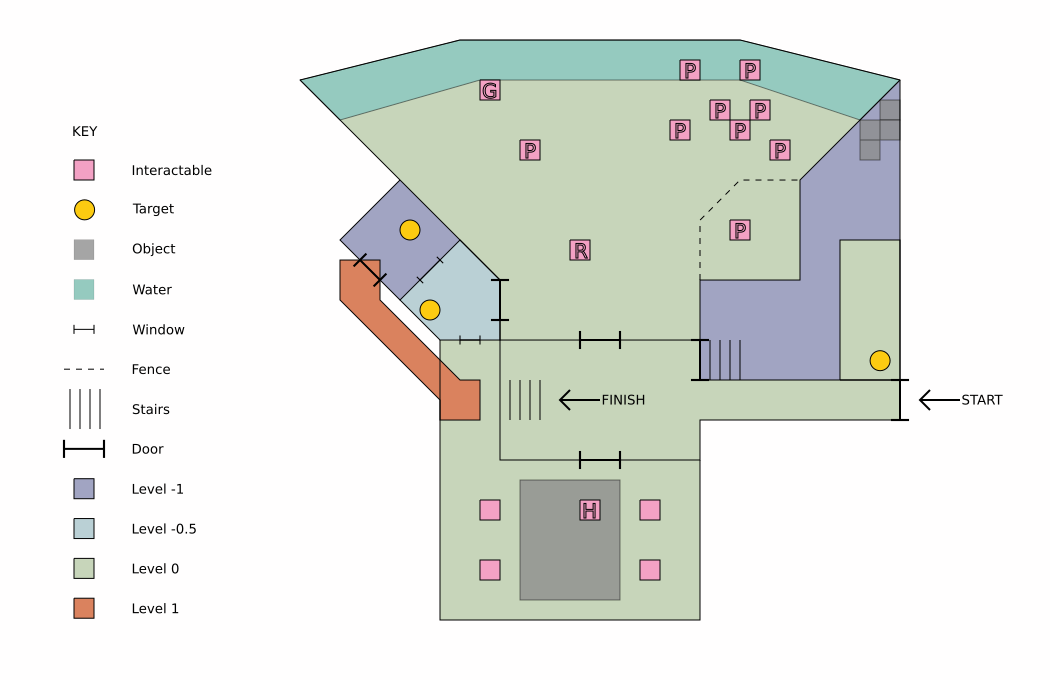 KEY
Interactable
Target
Object
Water
Window
Fence
Stairs
Door
Level -1
Level -0.5
Level 0
Level 1
P P
G
P P
P P
P P
P
R
FINISH
START
H